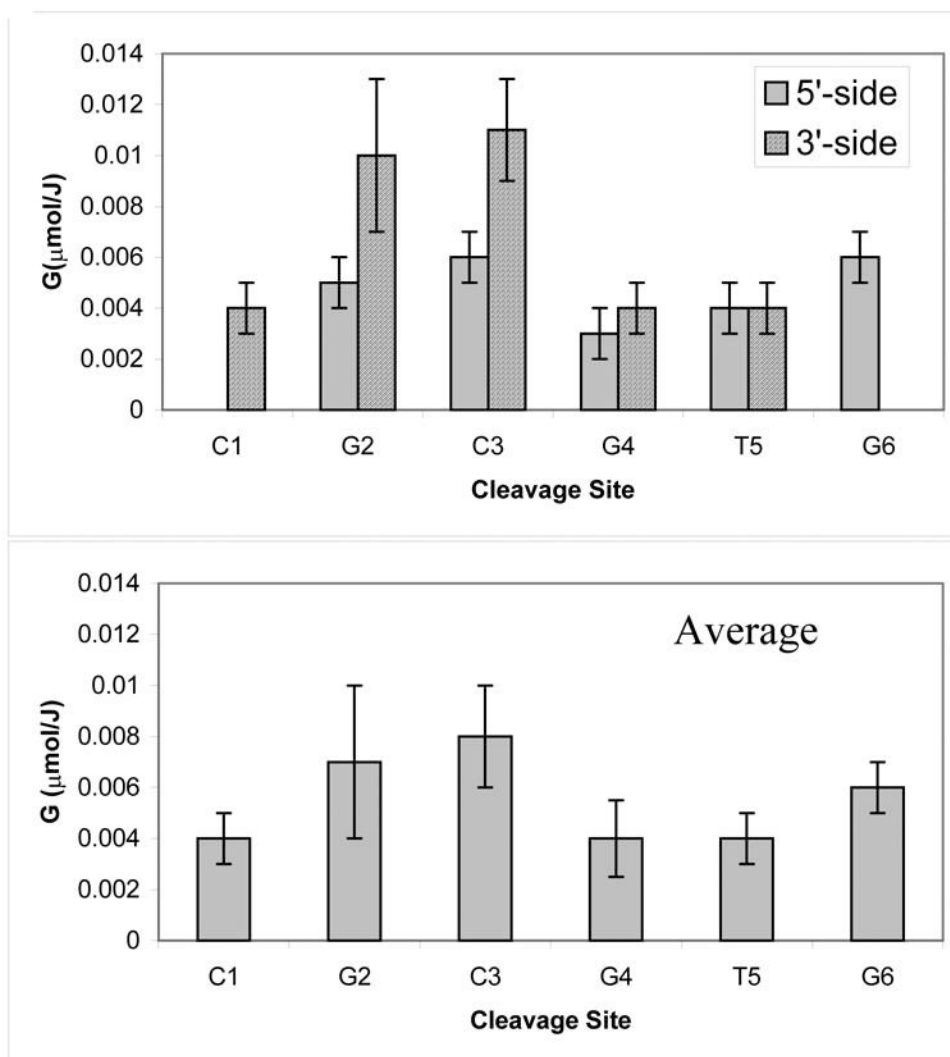 0.014
0.012
0.01
0.008
0.006
0.004
0.002
0
G(μmol/J)
5'-side
3'-side
C1 G2 C3 G4 T5 G6
Cleavage Site
0.014
0.012
0.01
0.008
0.006
0.004
0.002
0
G (μmol/J)
Average
C1 G2 C3 G4 T5 G6
Cleavage Site